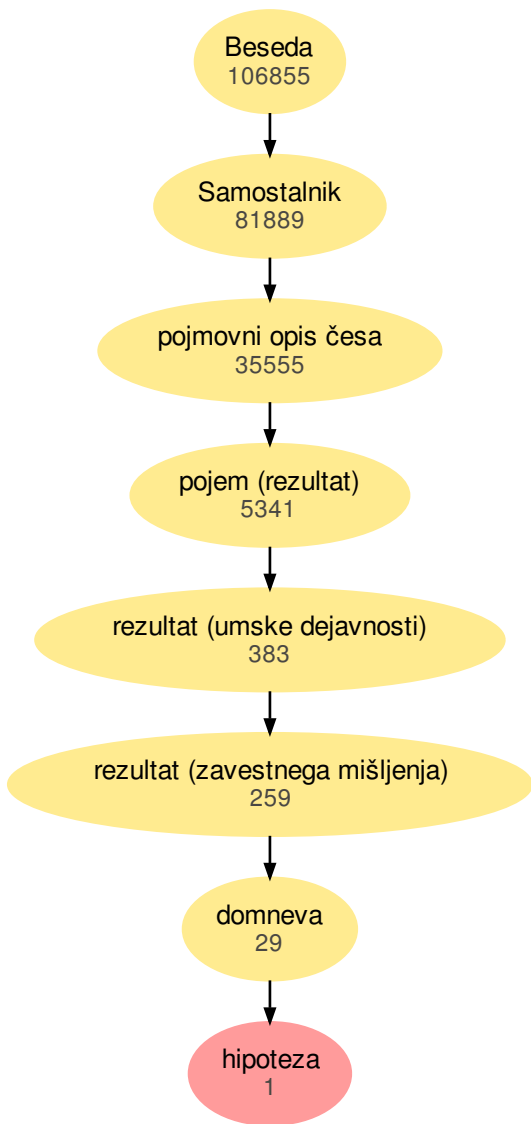 Beseda
106855
Samostalnik
81889
pojmovni opis česa
35555
pojem (rezultat)
5341
rezultat (umske dejavnosti)
383
rezultat (zavestnega mišljenja)
259
domneva
29
hipoteza
1